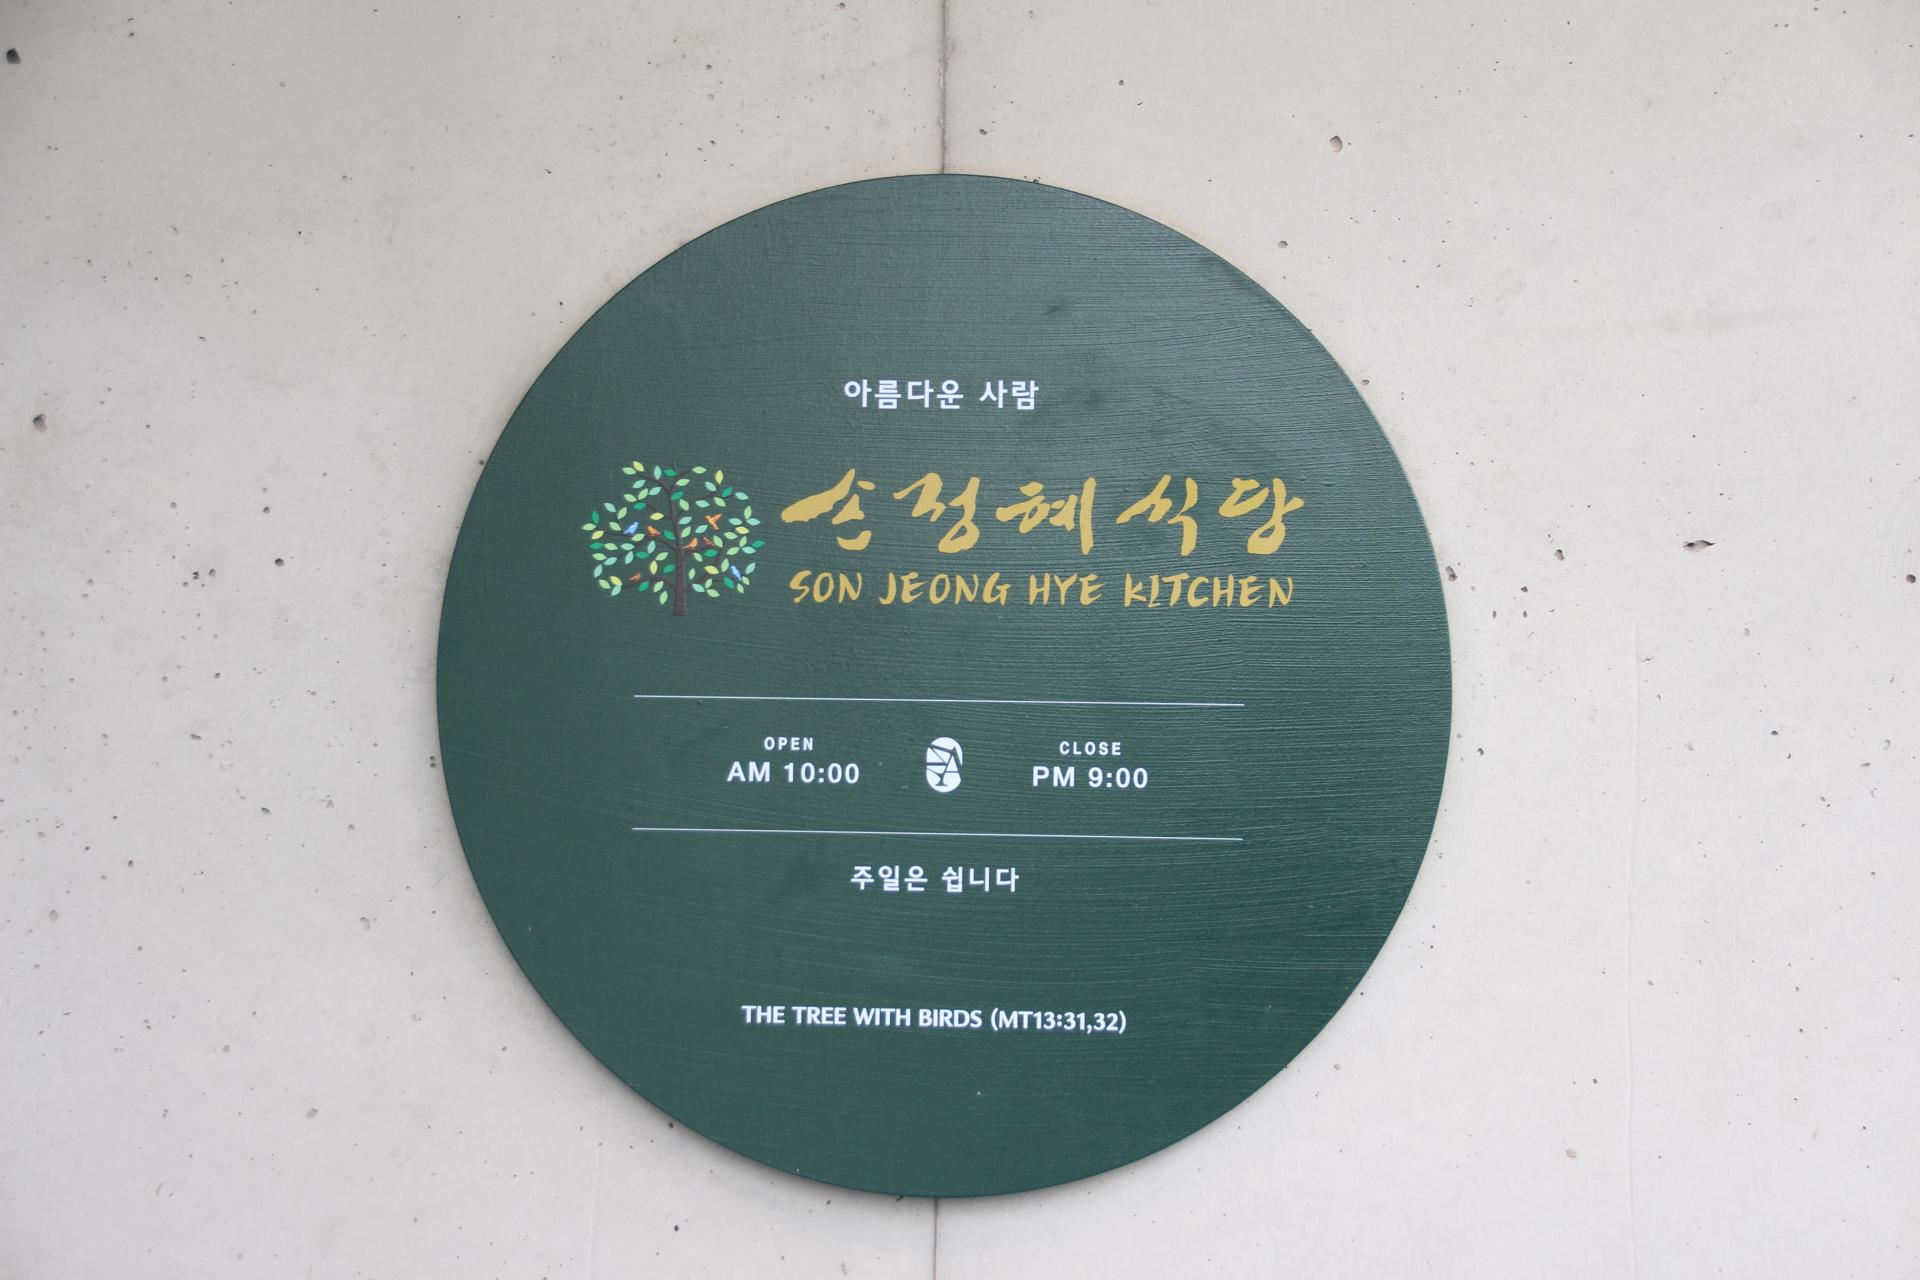 아름다운 사람
손정혜 식당
SON JEONG HYE KITCHEN
OPEN
AM 10:00
CLOSE
PM 9:00
주일은 쉽니다
THE TREE WITH BIRDS (MT13:31,32)